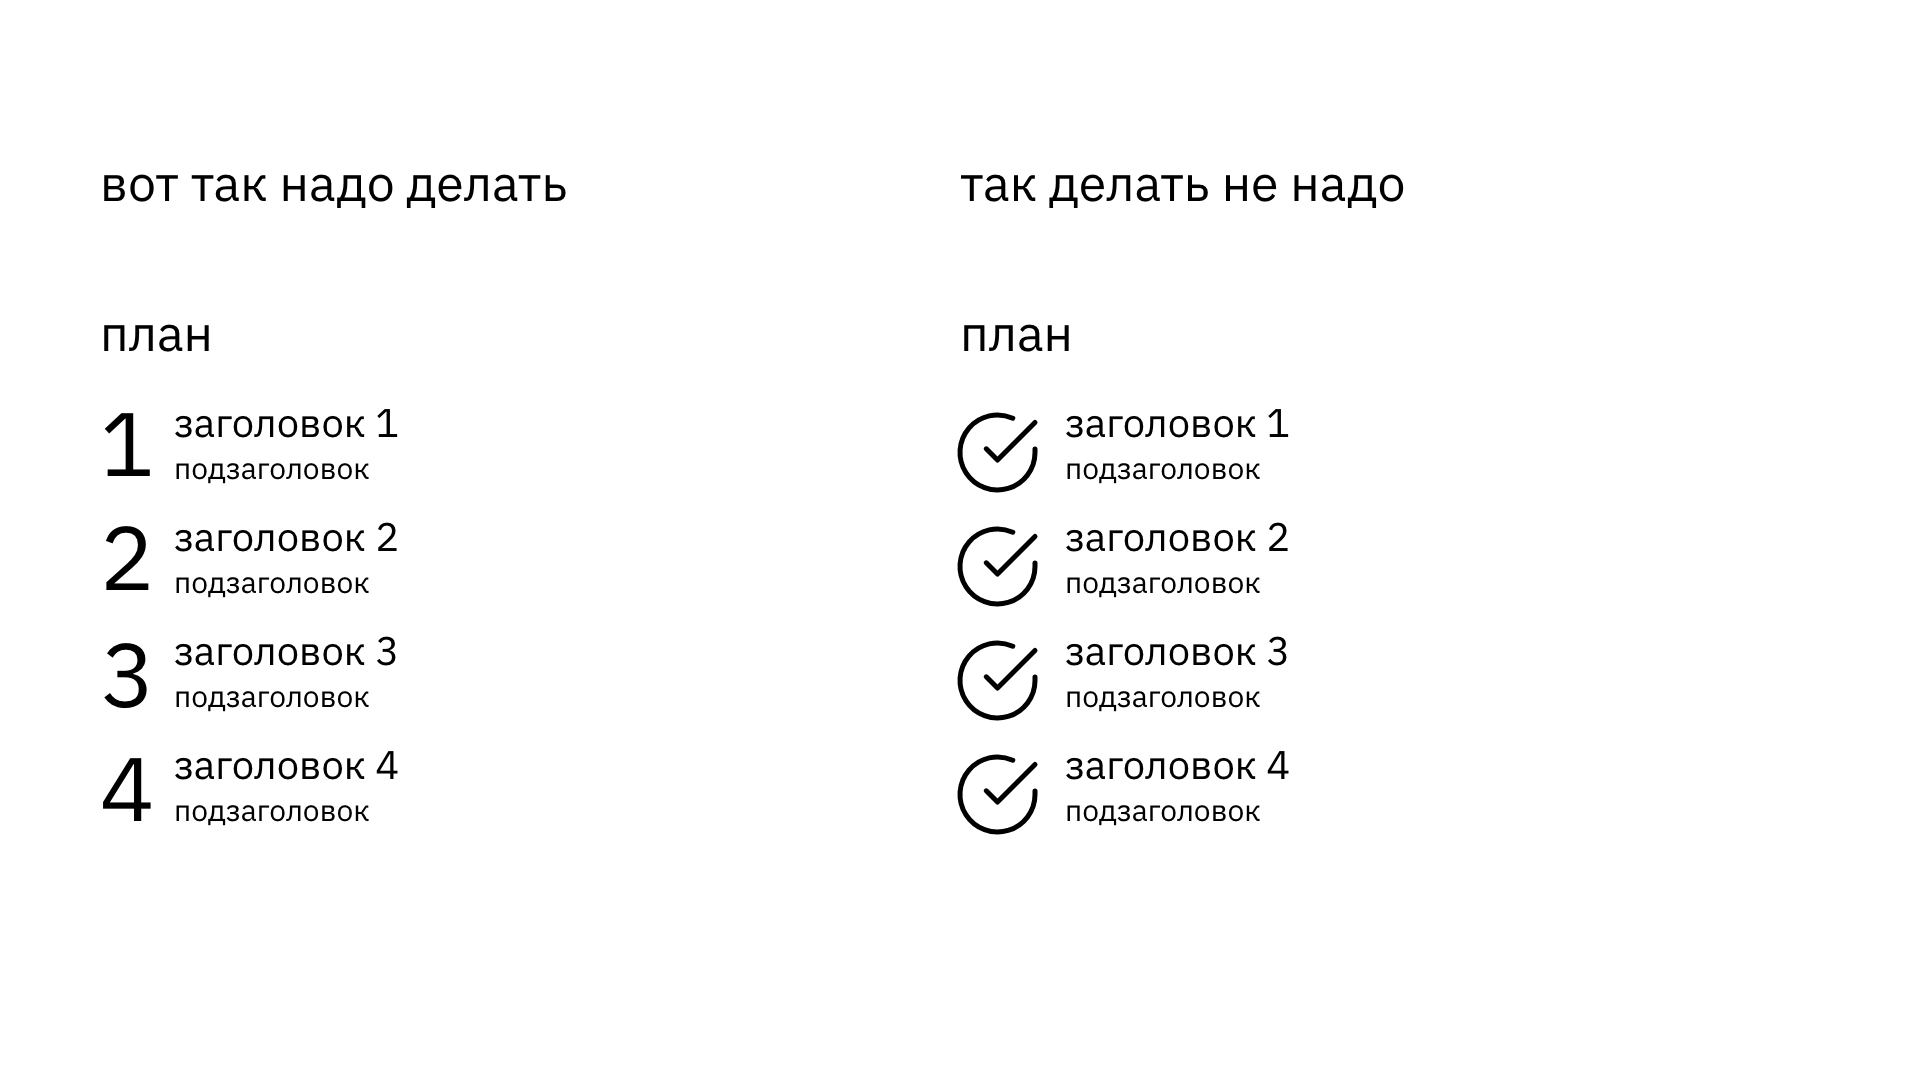 вот так надо делать
план
1 заголовок 1
подзаголовок
2 заголовок 2
подзаголовок
3 заголовок 3
подзаголовок
4 заголовок 4
подзаголовок
так делать не надо
план
заголовок 1
подзаголовок
заголовок 2
подзаголовок
заголовок 3
подзаголовок
заголовок 4
подзаголовок